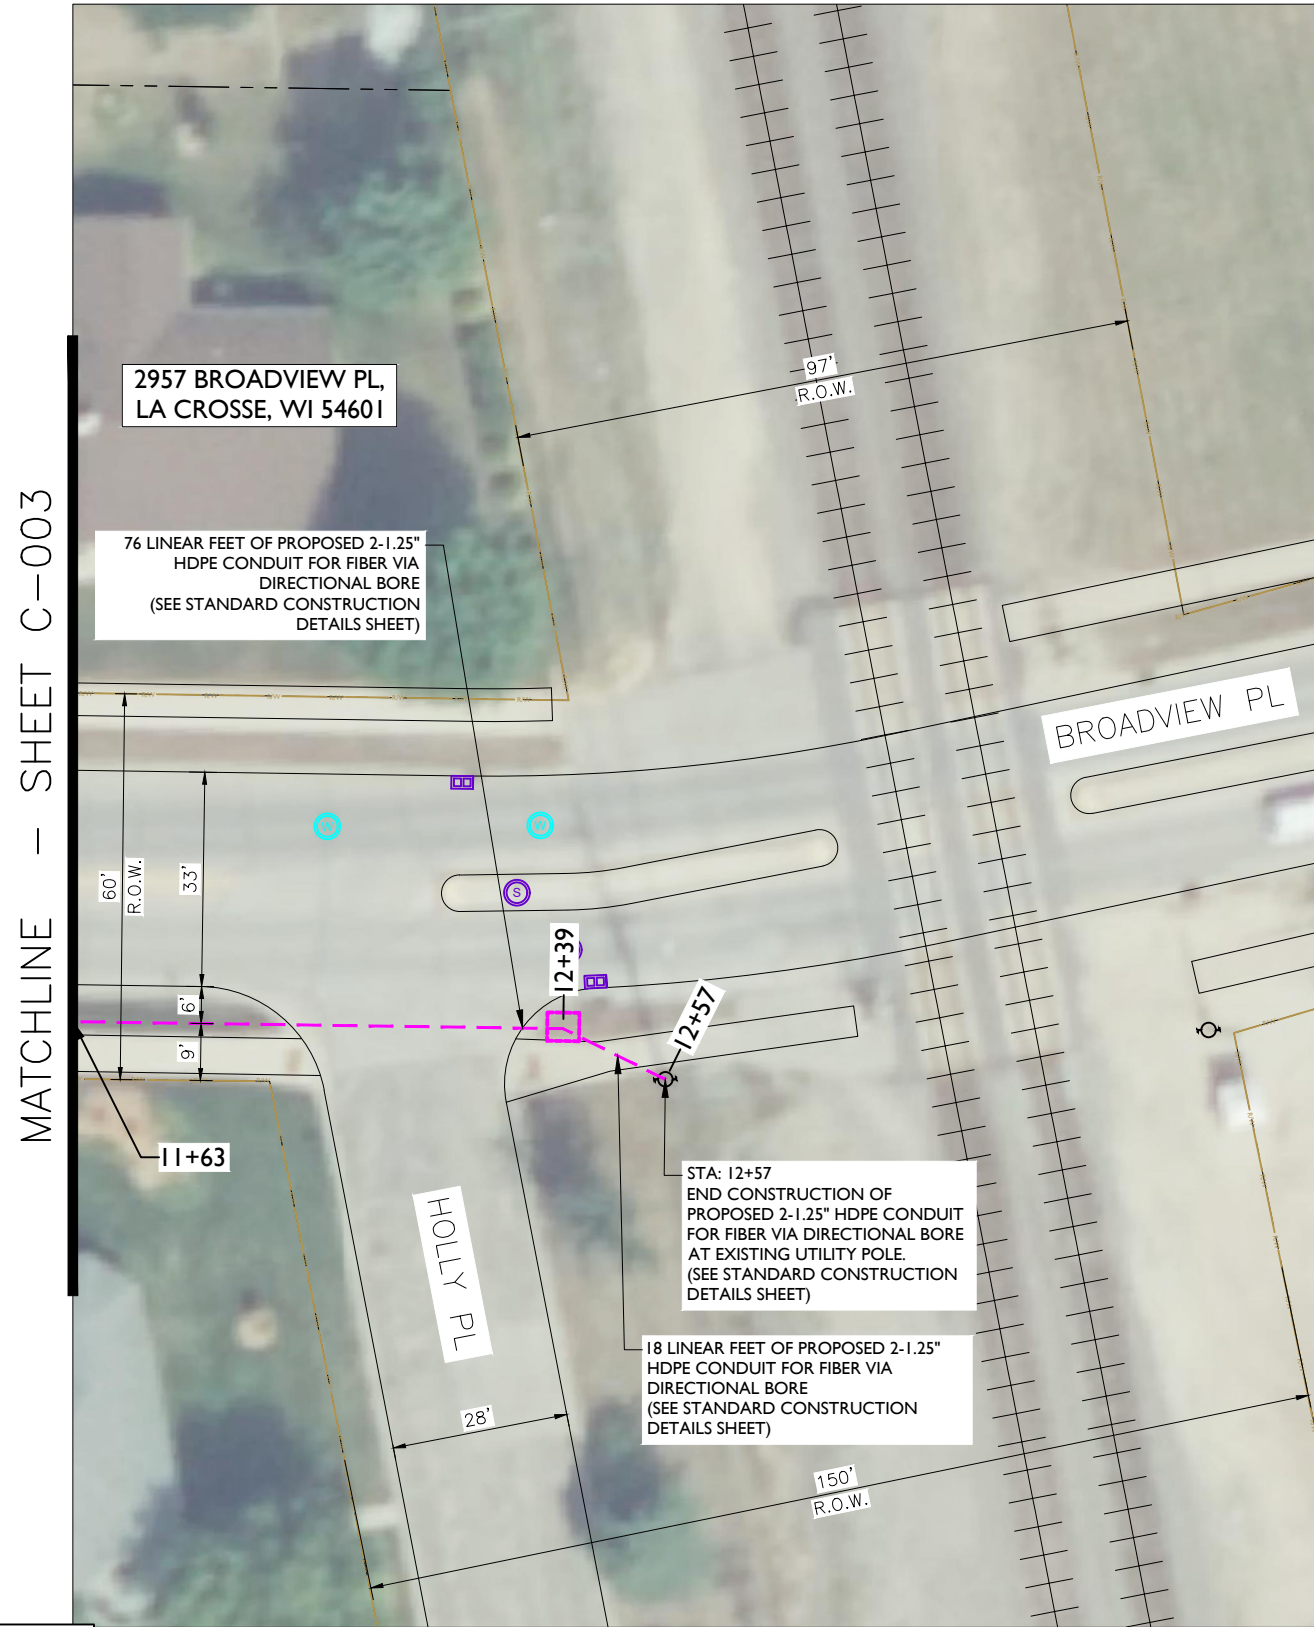 97'
R.O.W.
2957 BROADVIEW PL,
LA CROSSE, WI 54601
MATCHLINE - SHEET C-003
76 LINEAR FEET OF PROPOSED 2-1.25"
HDPE CONDUIT FOR FIBER VIA
DIRECTIONAL BORE
(SEE STANDARD CONSTRUCTION
DETAILS SHEET)
BROADVIEW PL
W
W
S
60'
R.O.W.
33'
6'
9'
12+39
12+57
11+63
STA: 12+57
END CONSTRUCTION OF
PROPOSED 2-1.25" HDPE CONDUIT
FOR FIBER VIA DIRECTIONAL BORE
AT EXISTING UTILITY POLE.
(SEE STANDARD CONSTRUCTION
DETAILS SHEET)
HOLLY PL
18 LINEAR FEET OF PROPOSED 2-1.25"
HDPE CONDUIT FOR FIBER VIA
DIRECTIONAL BORE
(SEE STANDARD CONSTRUCTION
DETAILS SHEET)
28'
150'
R.O.W.